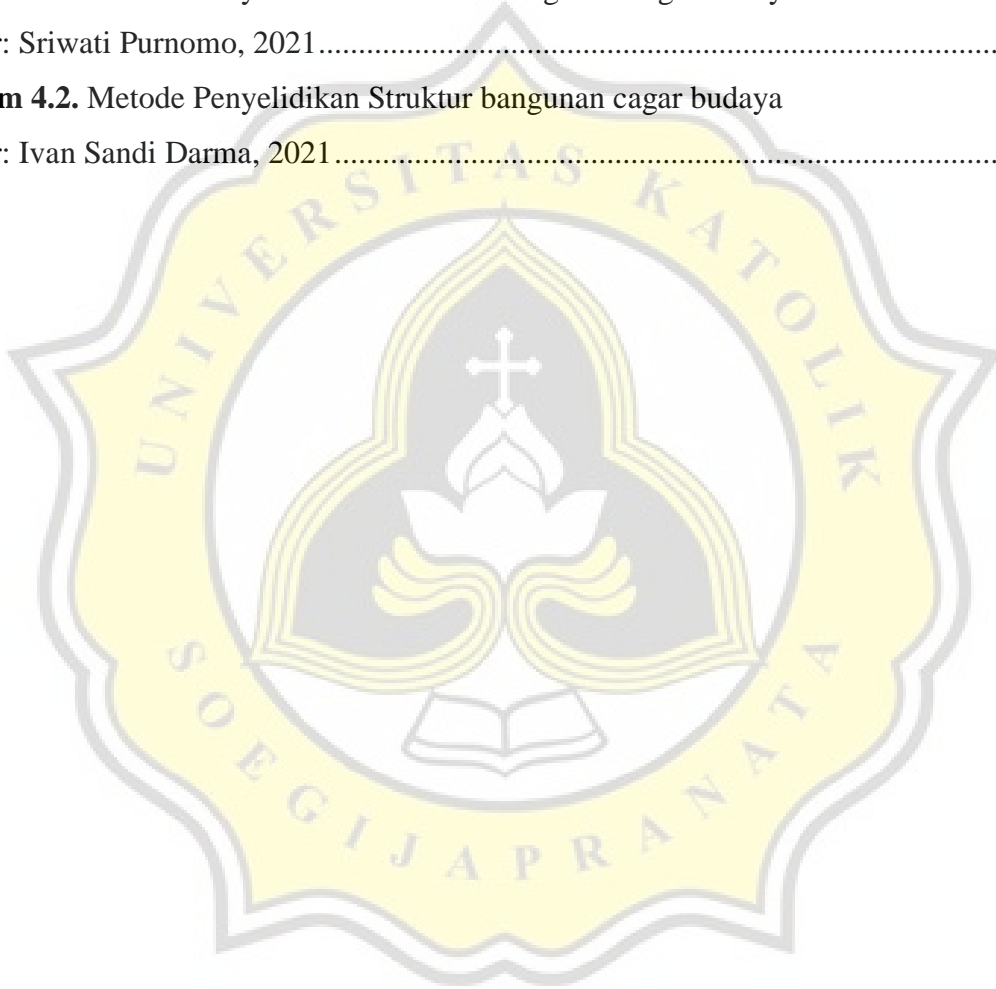 : Sriwati Purnomo, 2021
m 4.2. Metode Penyelidikan Struktur bangunan cagar budaya
r: Ivan Sandi Darma, 2021
UNIVERSITAS KATOLIK
SOEGIJAPRANATA